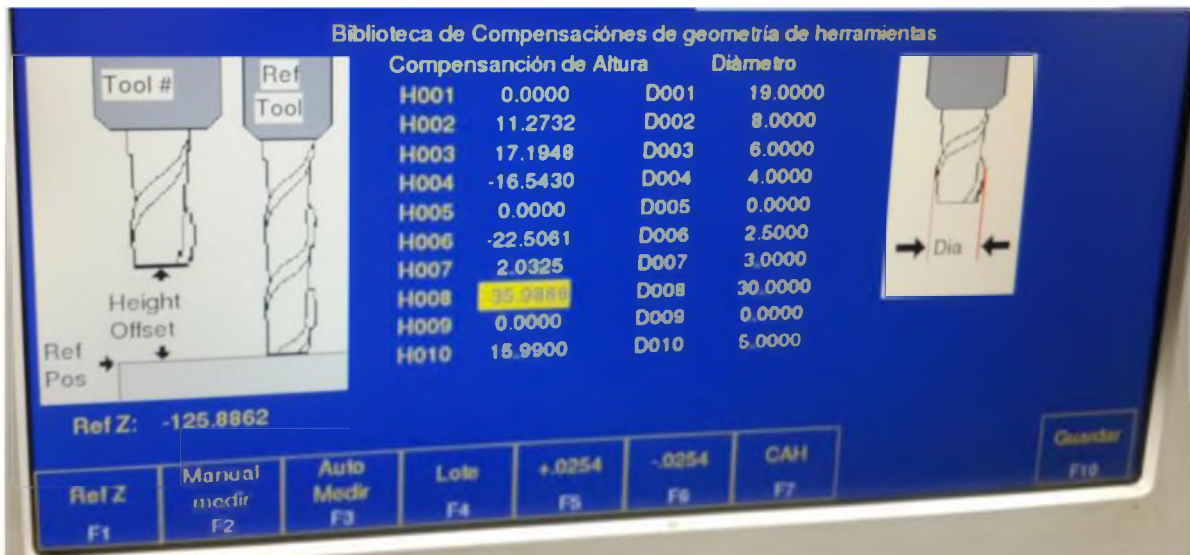 Biblioteca de Compensaciónes de geometría de herramientas
Compensanción de Altura Diàmetro
Tool #
Ref
Tool
H001 0.0000 D001 19.0000
H002 11.2732 D002 8.0000
H003 17.1948 D003 6.0000
H004 -16.5430 D004 4.0000
H005 0.0000 D005 0.0000
H006 -22.5061 D006 2.5000
H007 2.0325 D007 3.0000
H008 D008 30.0000
H009 0.0000 D009 0.0000
H010 15.9900 D010 5.0000
Height
Offset
Ref
Pos
Dia
Ref Z: -125.8862
Ref Z
F1
Manual
medir
F2
Auto
Medir
F3
Lote
F4
+.0254
F5
-.0254
F6
CAH
F7
Guardar
F10